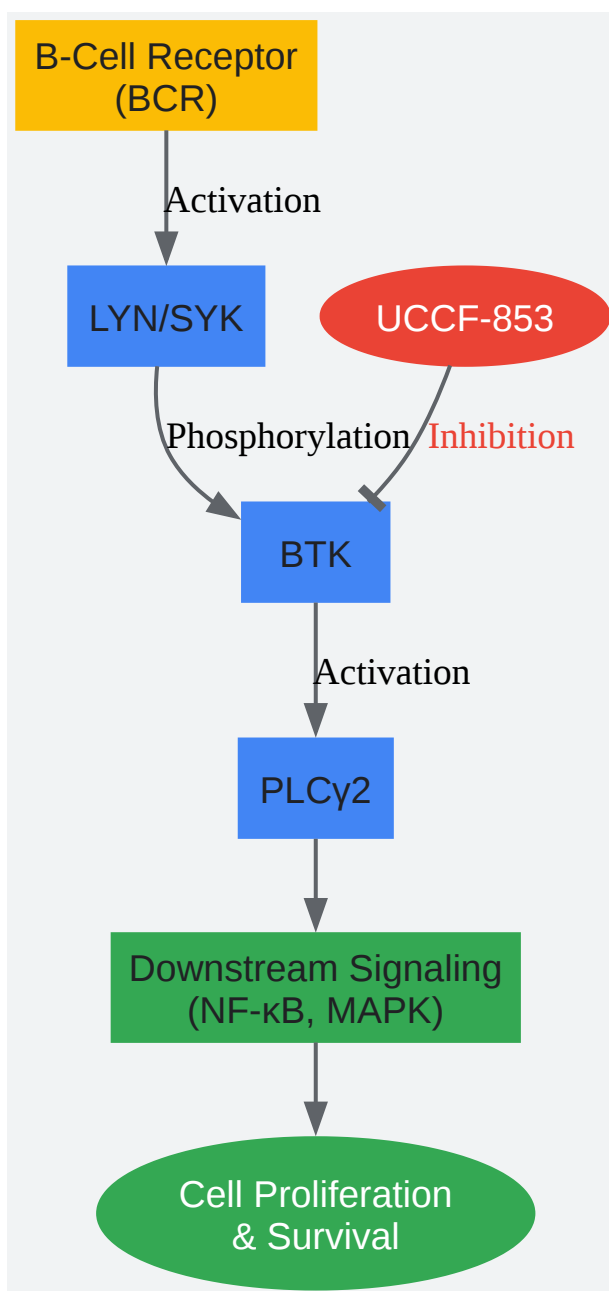 B-Cell Receptor
(BCR)
Activation
LYN/SYK
UCCF-853
Phosphorylation
Inhibition
BTK
Activation
PLCγ2
Downstream Signaling
(NF-κB, MAPK)
Cell Proliferation
& Survival